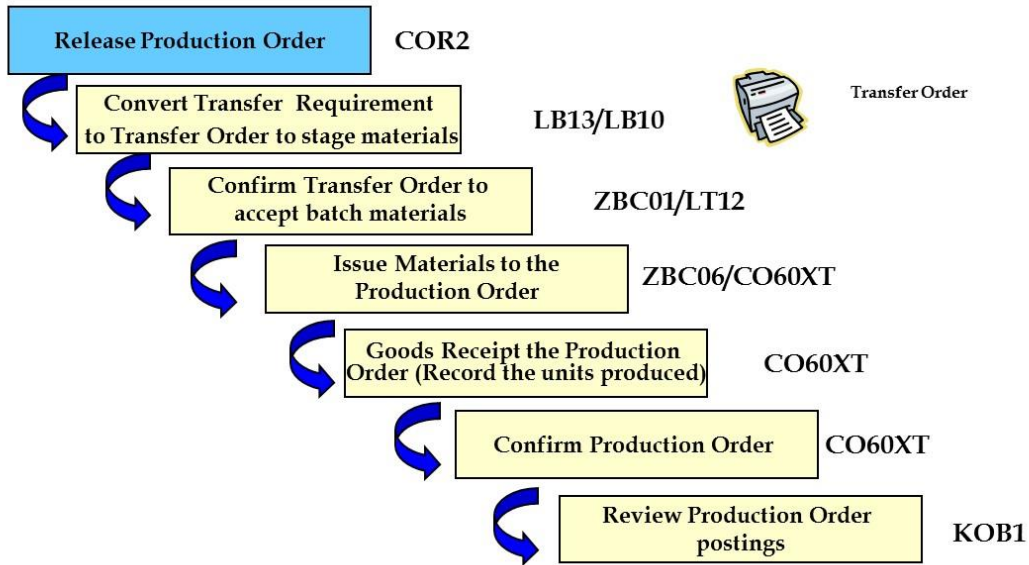 Release Production Order
COR2
Convert Transfer Requirement
to Transfer Order to stage materials
LB13/LB10
Transfer Order
Confirm Transfer Order to
accept batch materials
ZBC01/LT12
Issue Materials to the
Production Order
ZBC06/CO60XT
Goods Receipt the Production
Order (Record the units produced)
CO60XT
Confirm Production Order
CO60XT
Review Production Order
postings
KOB1